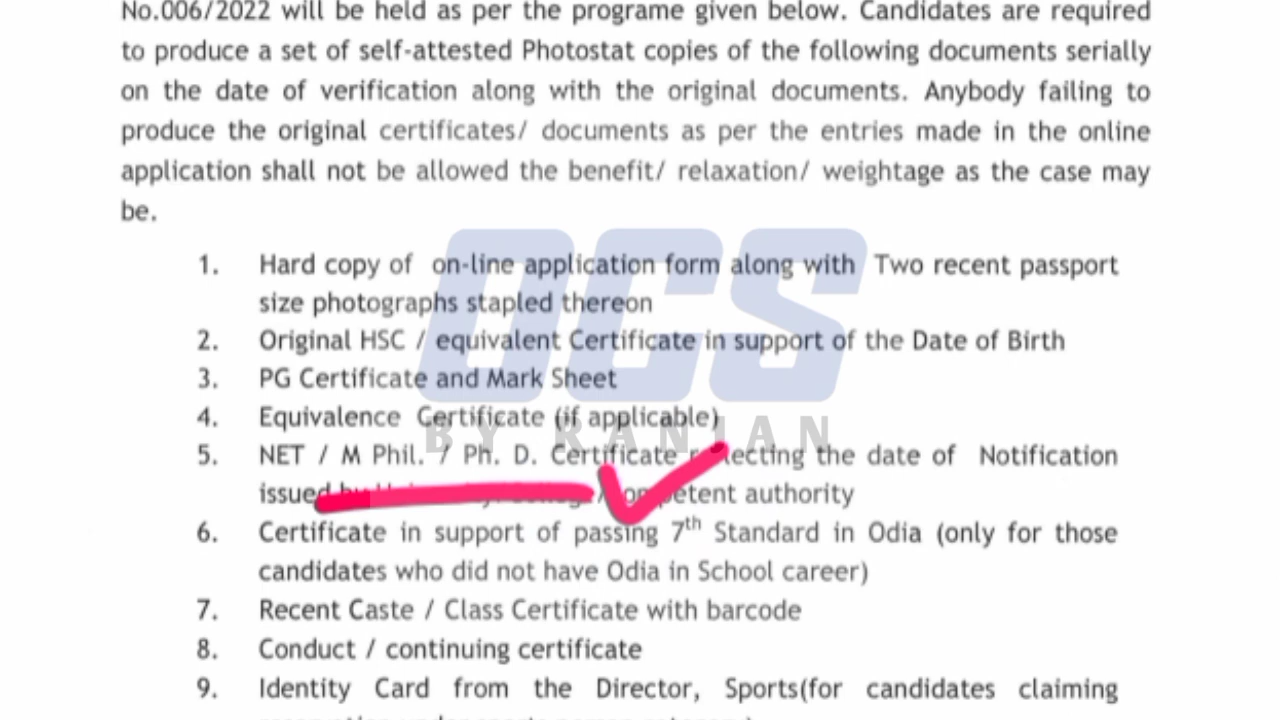 No.006/2022 will be held as per the programe given below. Candidates are required
to produce a set of self-attested Photostat copies of the following documents serially
on the date of verification along with the original documents. Anybody failing to
produce the original certificates/ documents as per the entries made in the online
application shall not be allowed the benefit/ relaxation/ weightage as the case may
be.
1. Hard copy of on-line application form along with Two recent passport
size photographs stapled thereon
2. Original HSC / equivalent Certificate in support of the Date of Birth
3. PG Certificate and Mark Sheet
4. Equivalence Certificate (if applicable)
5. NET / M Phil. / Ph. D. Certificate the date of Notification
issued authority
6. Certificate in support of passing 7th Standard in Odia (only for those
candidates who did not have Odia in School career)
7. Recent Caste / Class Certificate with barcode
8. Conduct / continuing certificate
9. Identity Card from the Director, Sports(for candidates claiming
OCS
BY RANJAN